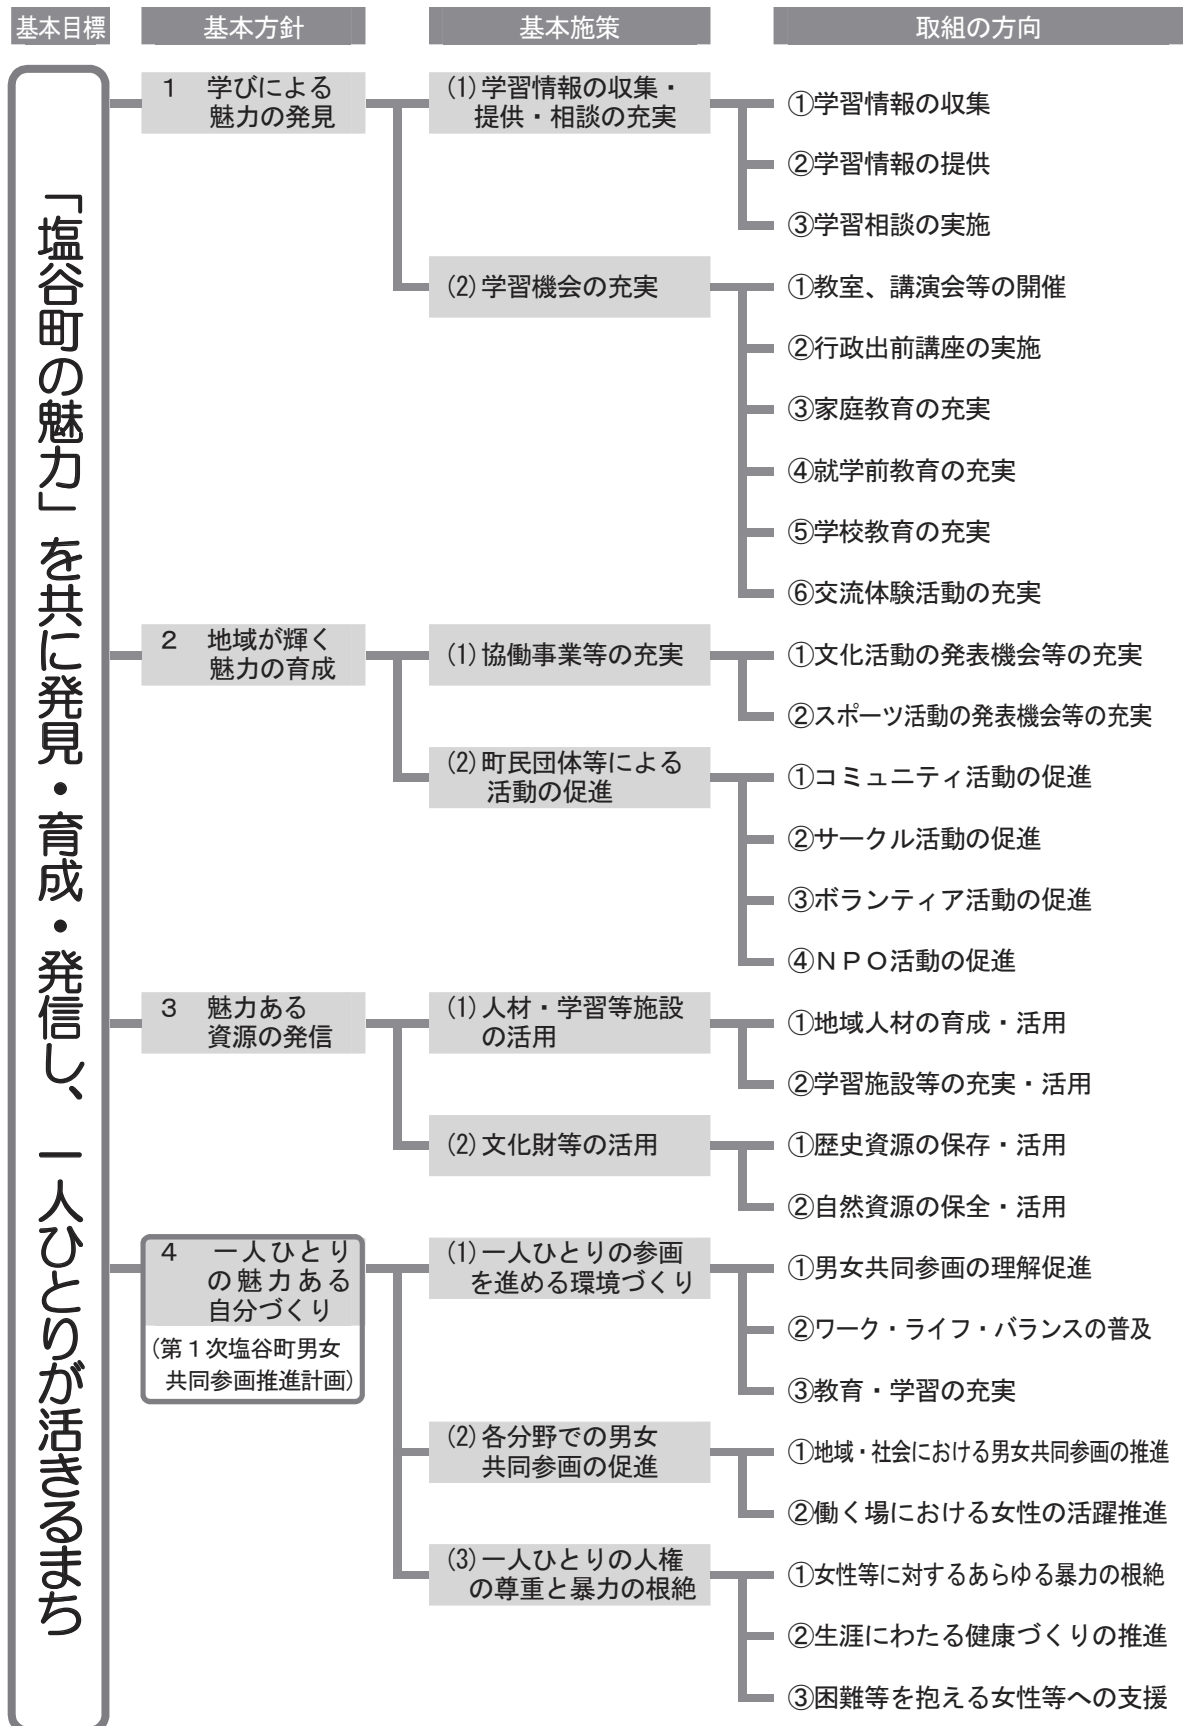 基本目標
基本方針
基本施策
取組の方向
「塩谷町の魅力」を共に発見・育成・発信し、一人ひとりが活きるまち
1 学びによる
魅力の発見
(1)学習情報の収集・
提供・相談の充実
①学習情報の収集
②学習情報の提供
③学習相談の実施
(2)学習機会の充実
①教室、講演会等の開催
②行政出前講座の実施
③家庭教育の充実
④就学前教育の充実
⑤学校教育の充実
⑥交流体験活動の充実
2 地域が輝く
魅力の育成
(1)協働事業等の充実
①文化活動の発表機会等の充実
②スポーツ活動の発表機会等の充実
(2)町民団体等による
活動の促進
①コミュニティ活動の促進
②サークル活動の促進
③ボランティア活動の促進
④ＮＰＯ活動の促進
3 魅力ある
資源の発信
(1)人材・学習等施設
の活用
①地域人材の育成・活用
②学習施設等の充実・活用
(2)文化財等の活用
①歴史資源の保存・活用
②自然資源の保全・活用
4 一人ひとり
の魅力ある
自分づくり
(第１次塩谷町男女
共同参画推進計画)
(1)一人ひとりの参画
を進める環境づくり
①男女共同参画の理解促進
②ワーク・ライフ・バランスの普及
③教育・学習の充実
(2)各分野での男女
共同参画の促進
①地域・社会における男女共同参画の推進
②働く場における女性の活躍推進
(3)一人ひとりの人権
の尊重と暴力の根絶
①女性等に対するあらゆる暴力の根絶
②生涯にわたる健康づくりの推進
③困難等を抱える女性等への支援